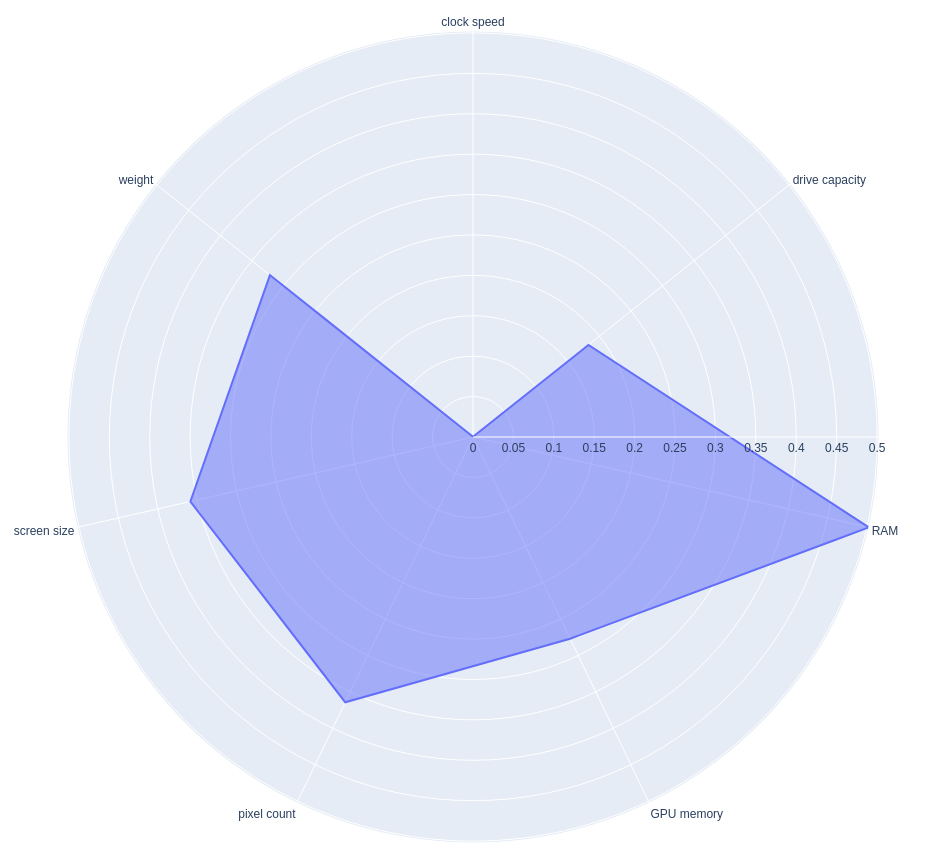 clock speed
weight
drive capacity
0 0.05 0.1 0.15 0.2 0.25 0.3 0.35 0.4 0.45 0.5
screen size
RAM
pixel count
GPU memory